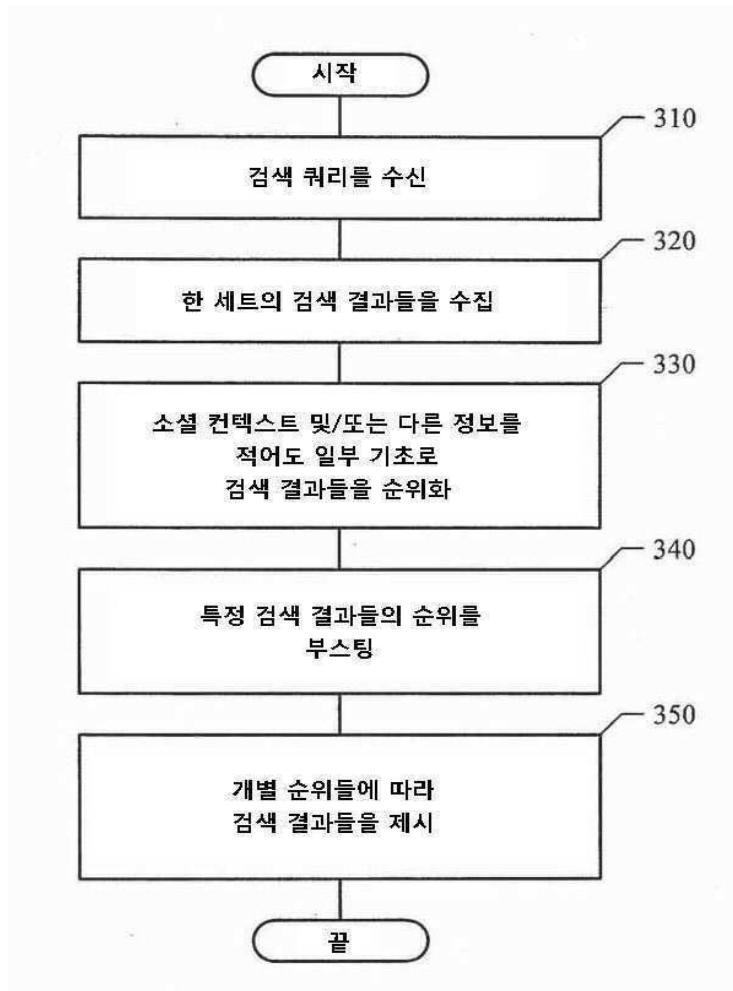 시작
310
검색 쿼리를 수신
320
한 세트의 검색 결과들을 수집
330
소셜 컨텍스트 및/또는 다른 정보를
적어도 일부 기초로
검색 결과들을 순위화
340
특정 검색 결과들의 순위를
부스팅
350
개별 순위들에 따라
검색 결과들을 제시
끝